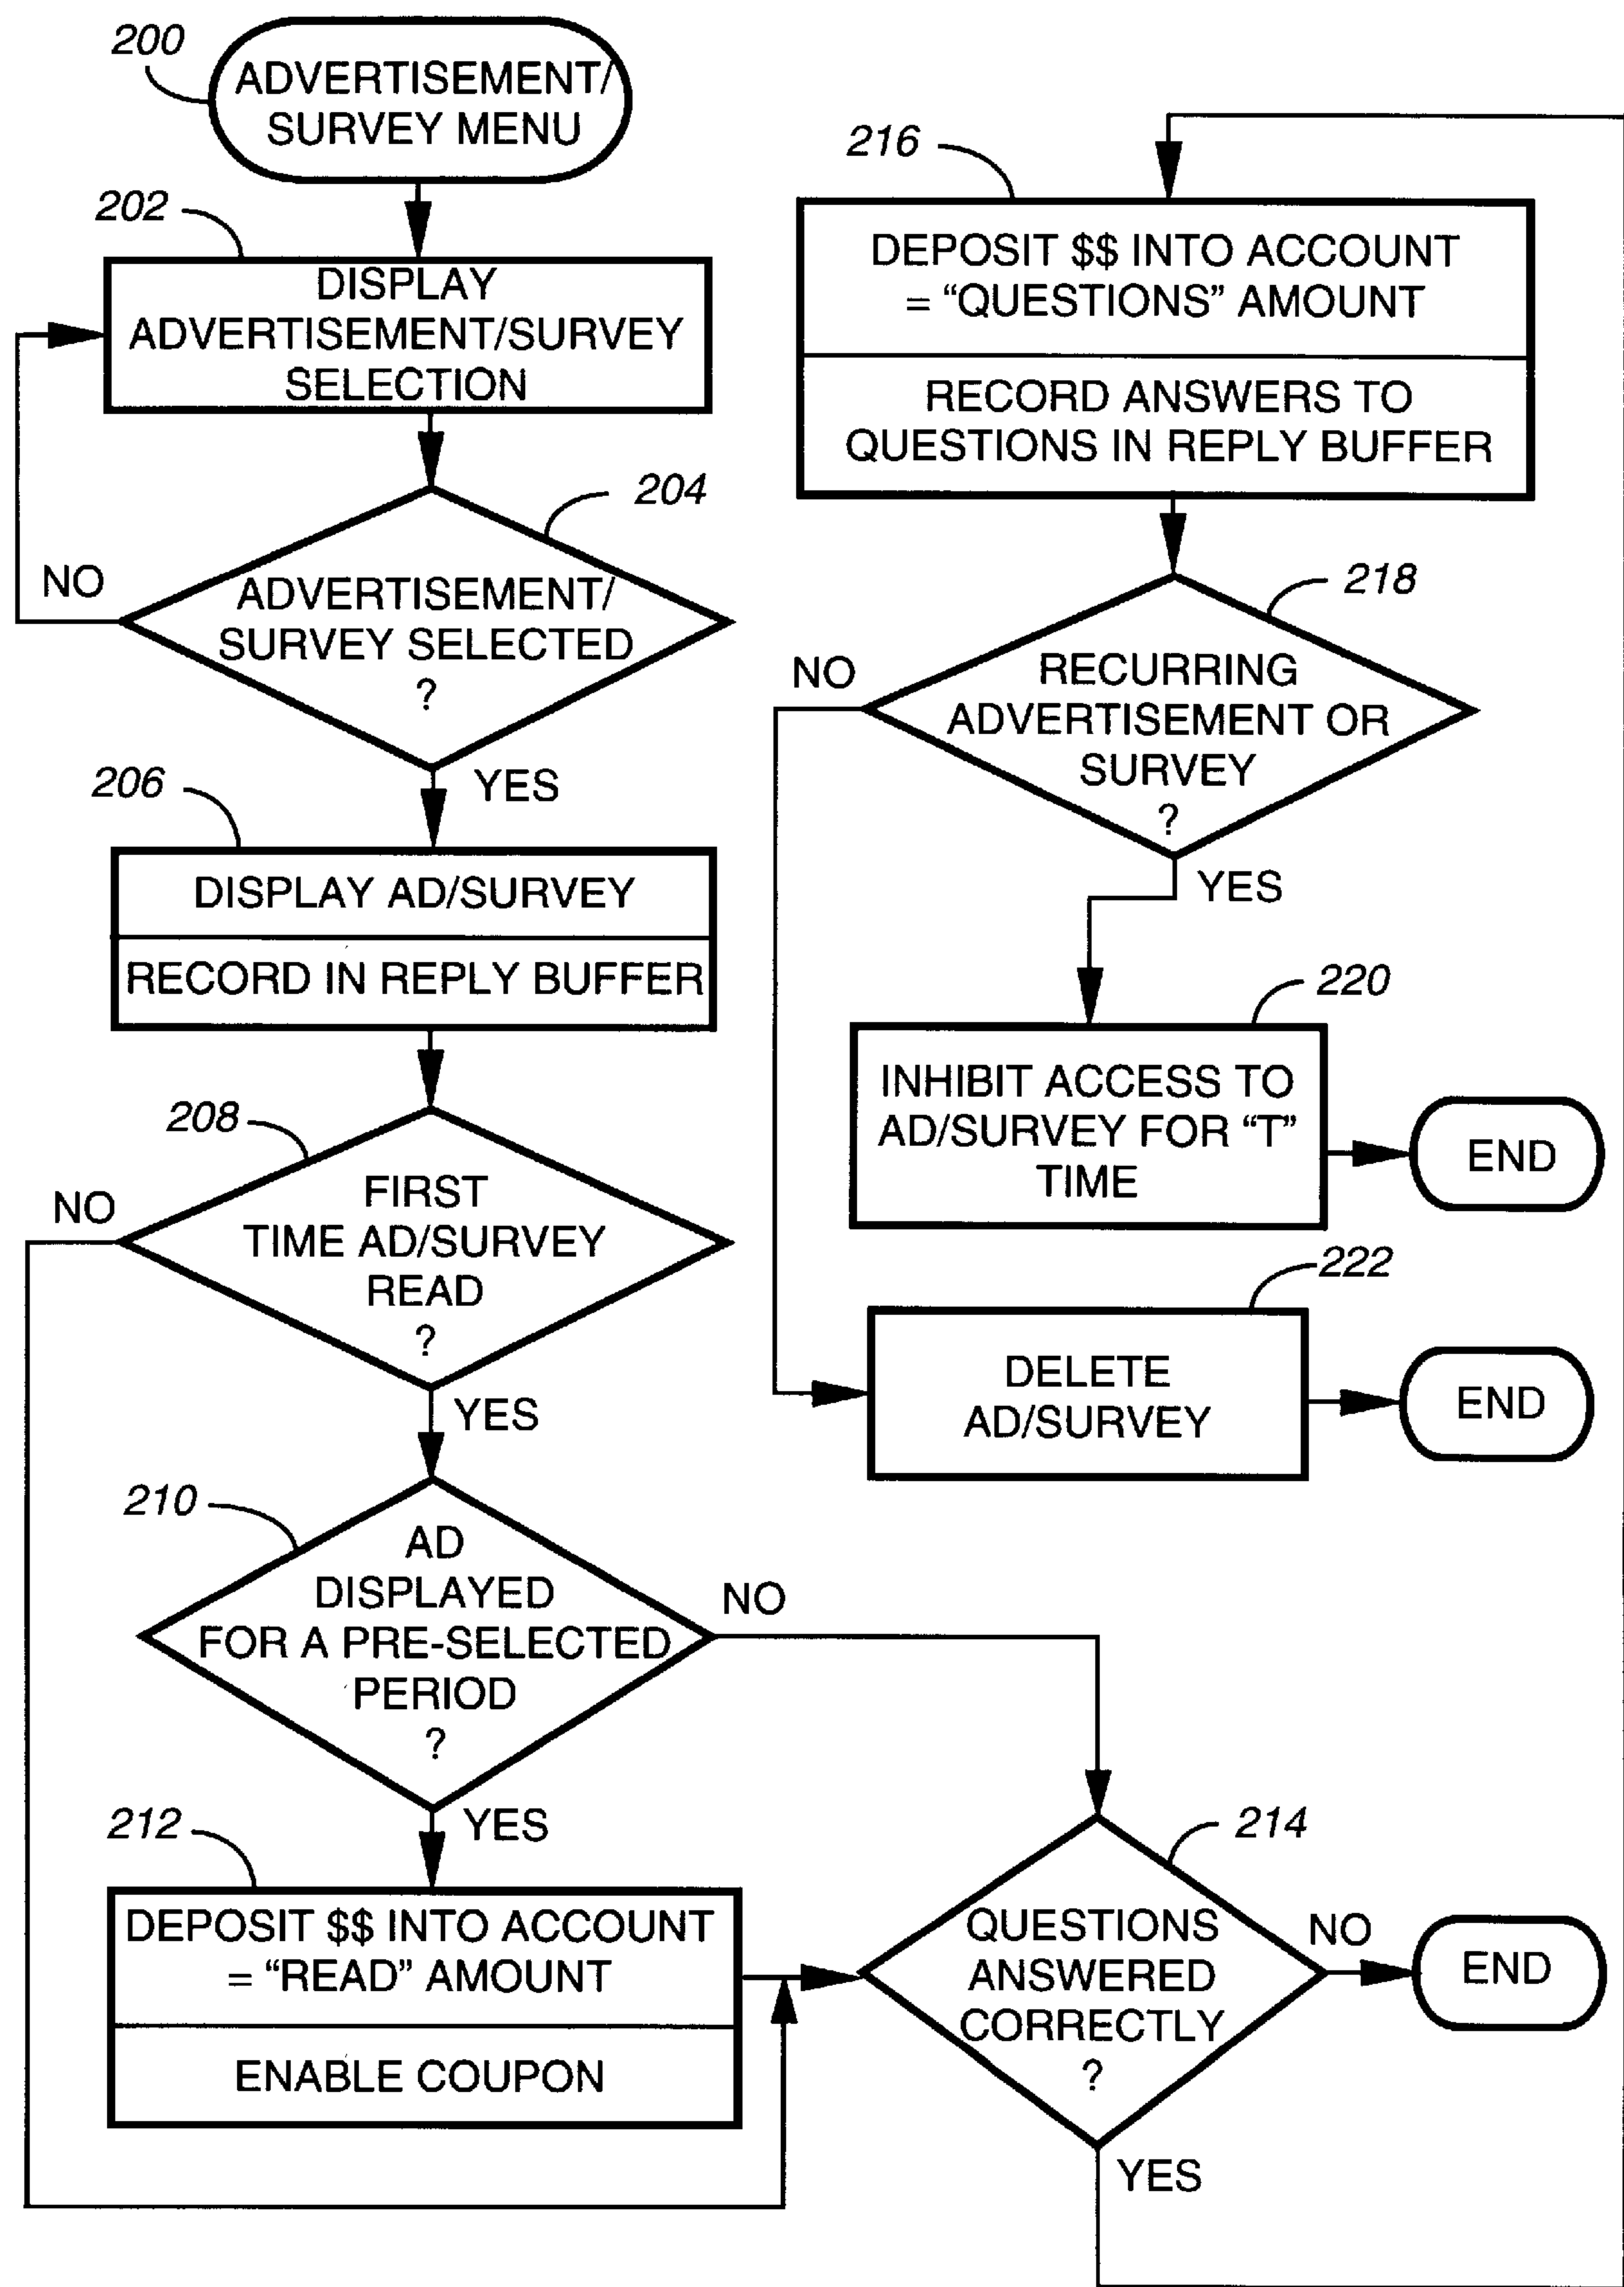 200
ADVERTISEMENT/
SURVEY MENU
202
DISPLAY
ADVERTISEMENT/SURVEY
SELECTION
204
NO
ADVERTISEMENT/
SURVEY SELECTED
?
YES
206
DISPLAY AD/SURVEY
RECORD IN REPLY BUFFER
208
NO
FIRST
TIME AD/SURVEY
READ
?
YES
210
AD
DISPLAYED
FOR A PRE-SELECTED
PERIOD
?
NO
YES
212
DEPOSIT $$ INTO ACCOUNT
= “READ” AMOUNT
ENABLE COUPON
214
QUESTIONS
ANSWERED
CORRECTLY
?
NO
END
YES
216
DEPOSIT $$ INTO ACCOUNT
= “QUESTIONS” AMOUNT
RECORD ANSWERS TO
QUESTIONS IN REPLY BUFFER
218
NO
RECURRING
ADVERTISEMENT OR
SURVEY
?
YES
220
INHIBIT ACCESS TO
AD/SURVEY FOR “T”
TIME
END
222
DELETE
AD/SURVEY
END